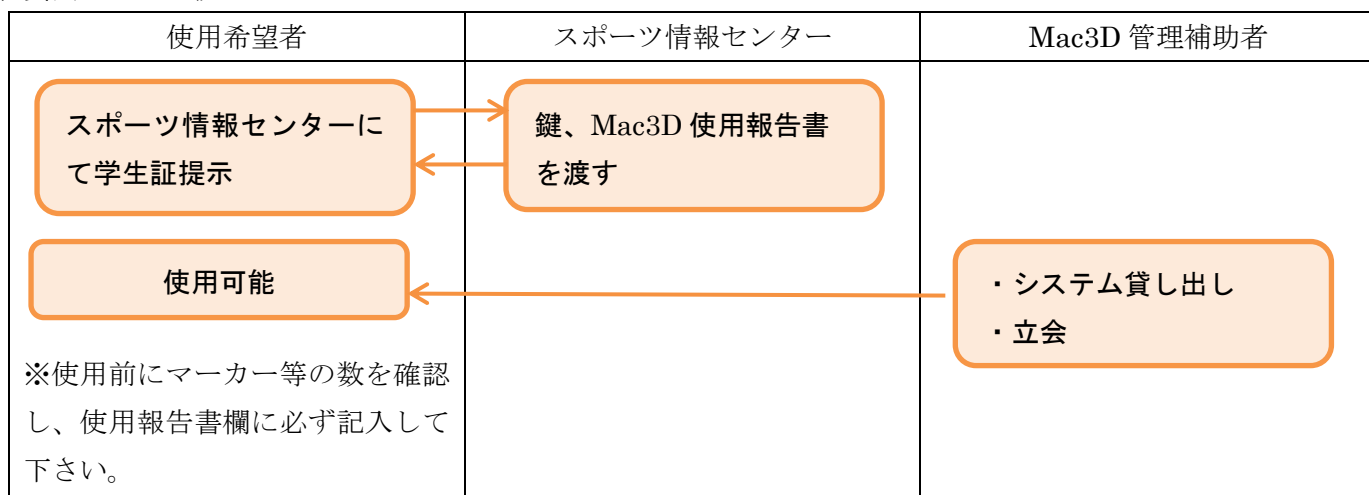 使用希望者
スポーツ情報センター
Mac3D 管理補助者
スポーツ情報センターに
て学生証提示
鍵、Mac3D 使用報告書
を渡す
使用可能
・システム貸し出し
・立会
※使用前にマーカー等の数を確認
し、使用報告書欄に必ず記入して
下さい。